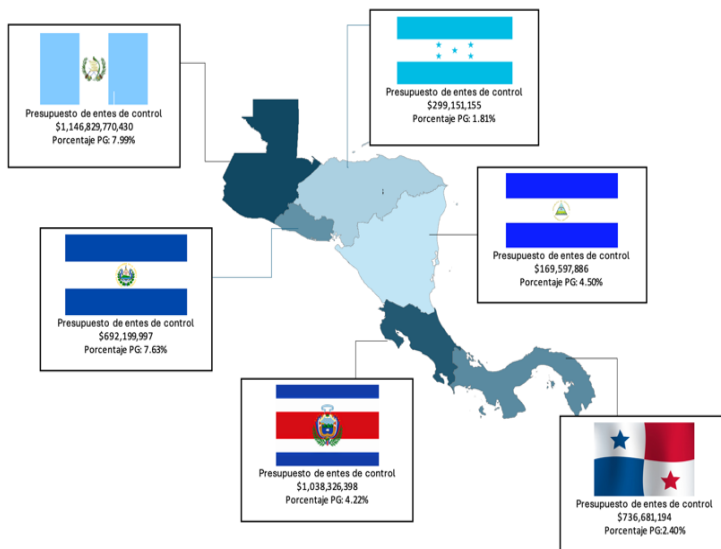 Presupuesto de entes de control
$1,146,829,770,430
Porcentaje PG: 7.99%
Presupuesto de entes de control
$299,151,155
Porcentaje PG: 1.81%
Presupuesto de entes de control
$169,597,886
Porcentaje PG: 4.50%
Presupuesto de entes de control
$692,199,997
Porcentaje PG: 7.63%
Presupuesto de entes de control
$1,038,326,398
Porcentaje PG: 4.22%
Presupuesto de entes de control
$736,681,194
Porcentaje PG:2.40%